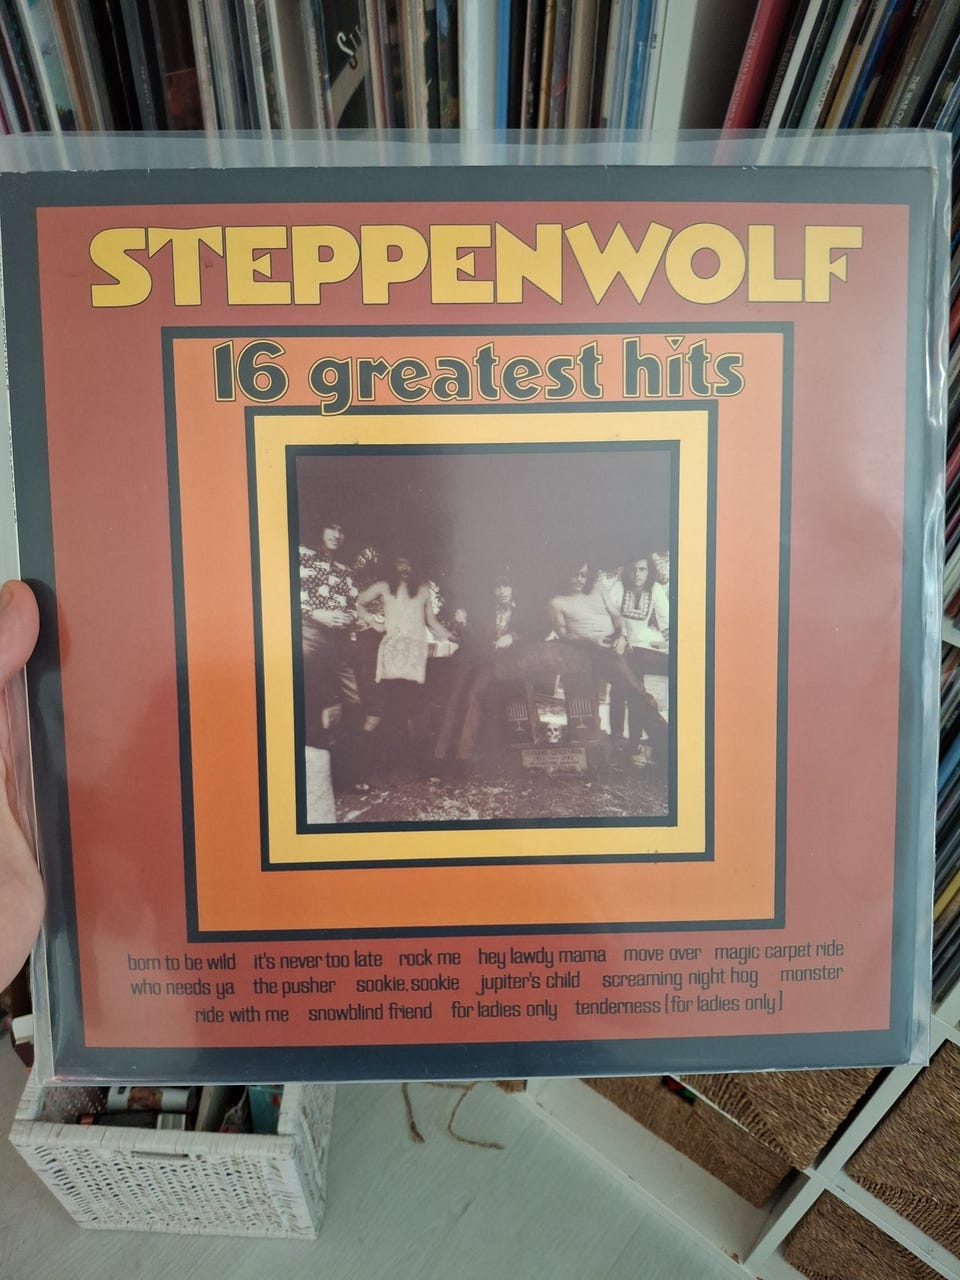 STEPPENWOLF
16 greatest hits
born to be wild it's never too late rock me hey lawdy mama move over magic carpet ride
who needs ya the pusher sookie, sookie jupiter's child screaming night hog monster
ride with me snowblind friend for ladies only tenderness (for ladies only)